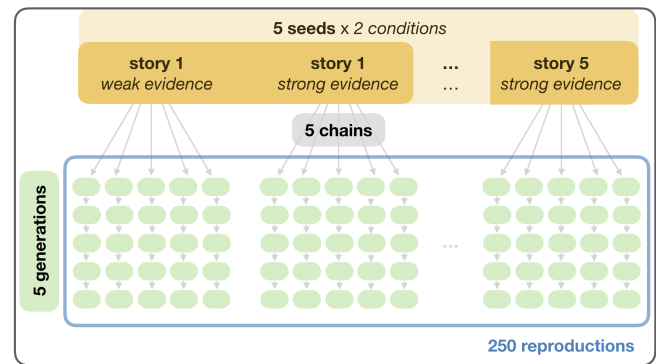 5 seeds x 2 conditions
story 1
weak evidence
story 1
strong evidence
...
...
story 5
strong evidence
5 chains
5 generations
...
250 reproductions